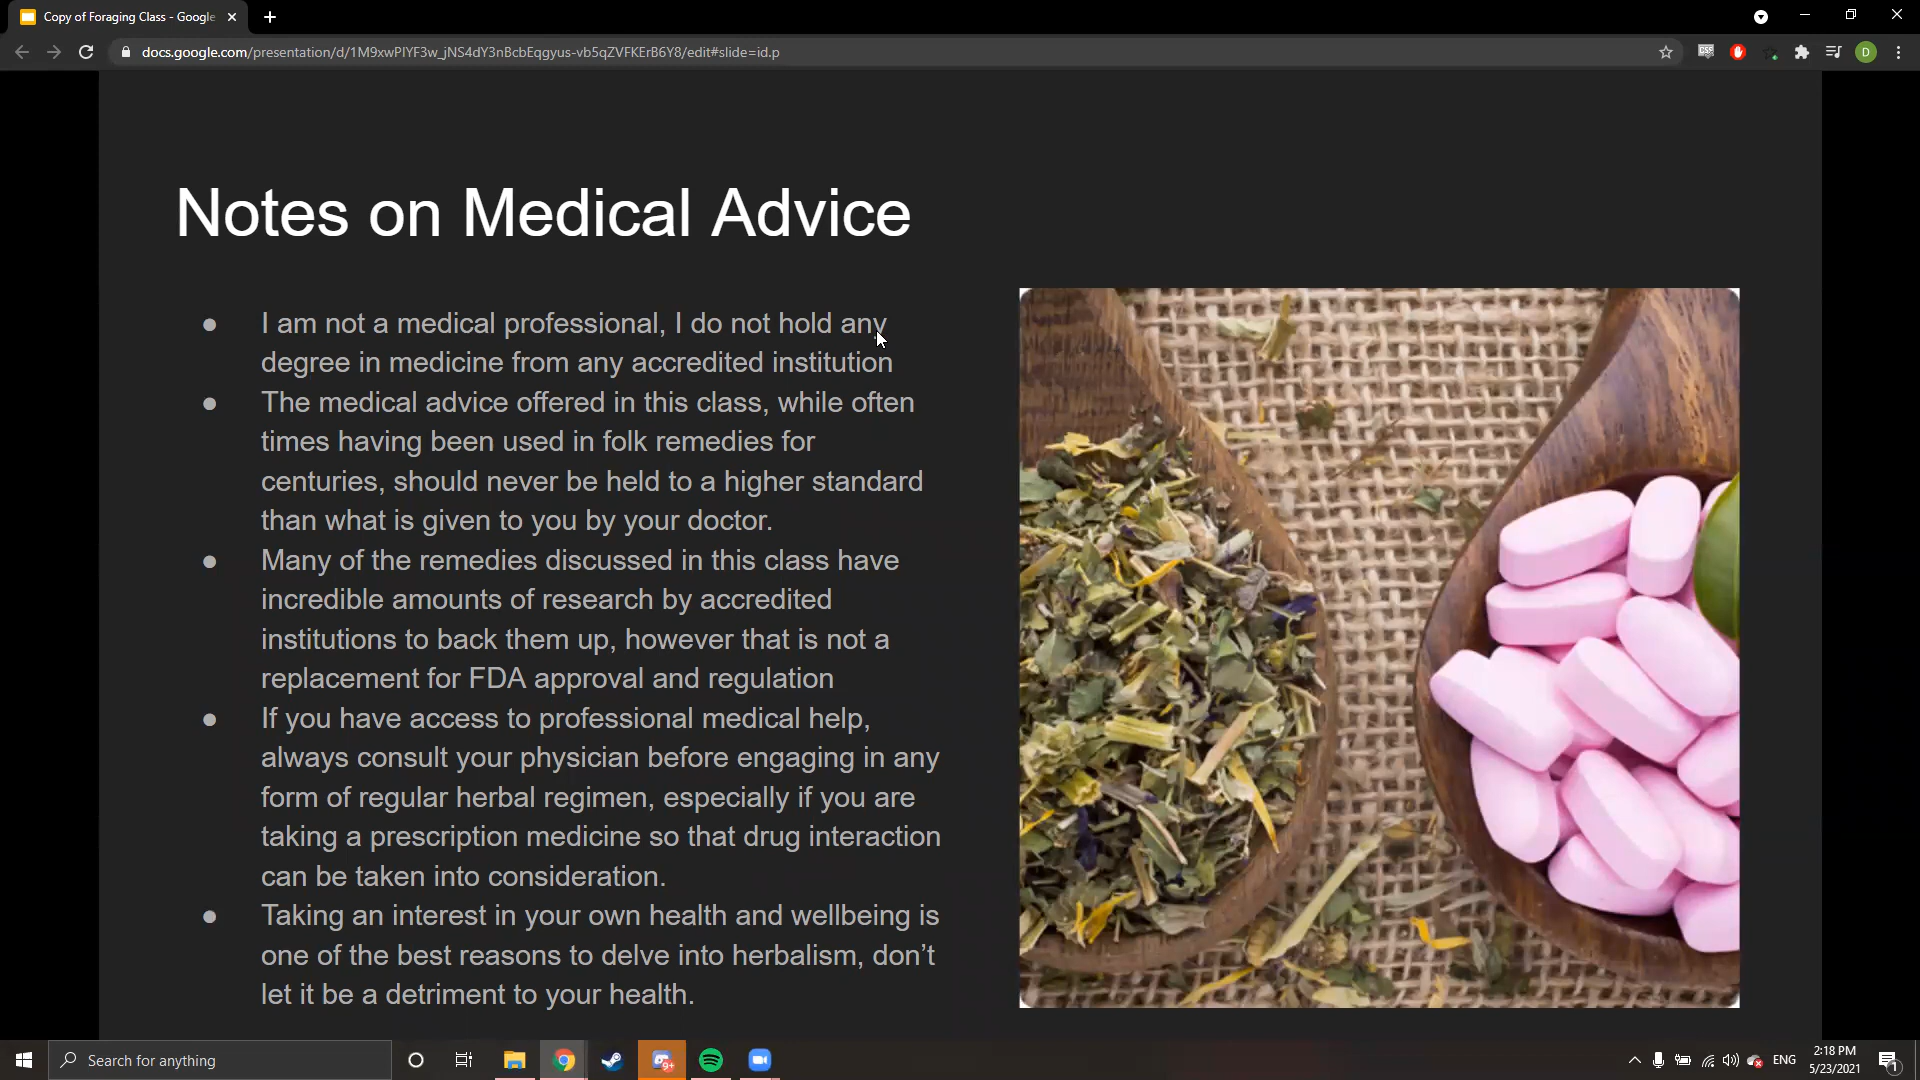 Copy of Foraging Class - Google
docs.google.com/presentation/d/1M9xwPIYF3w_jNS4dY3nBcbEqgyus-vb5qZVFKErB6Y8/edit#slide=id.p
D
Notes on Medical Advice
● I am not a medical professional, I do not hold any
degree in medicine from any accredited institution
● The medical advice offered in this class, while often
times having been used in folk remedies for
centuries, should never be held to a higher standard
than what is given to you by your doctor.
● Many of the remedies discussed in this class have
incredible amounts of research by accredited
institutions to back them up, however that is not a
replacement for FDA approval and regulation
● If you have access to professional medical help,
always consult your physician before engaging in any
form of regular herbal regimen, especially if you are
taking a prescription medicine so that drug interaction
can be taken into consideration.
● Taking an interest in your own health and wellbeing is
one of the best reasons to delve into herbalism, don’t
let it be a detriment to your health.
Search for anything
9+
ENG
2:18 PM
5/23/2021
1